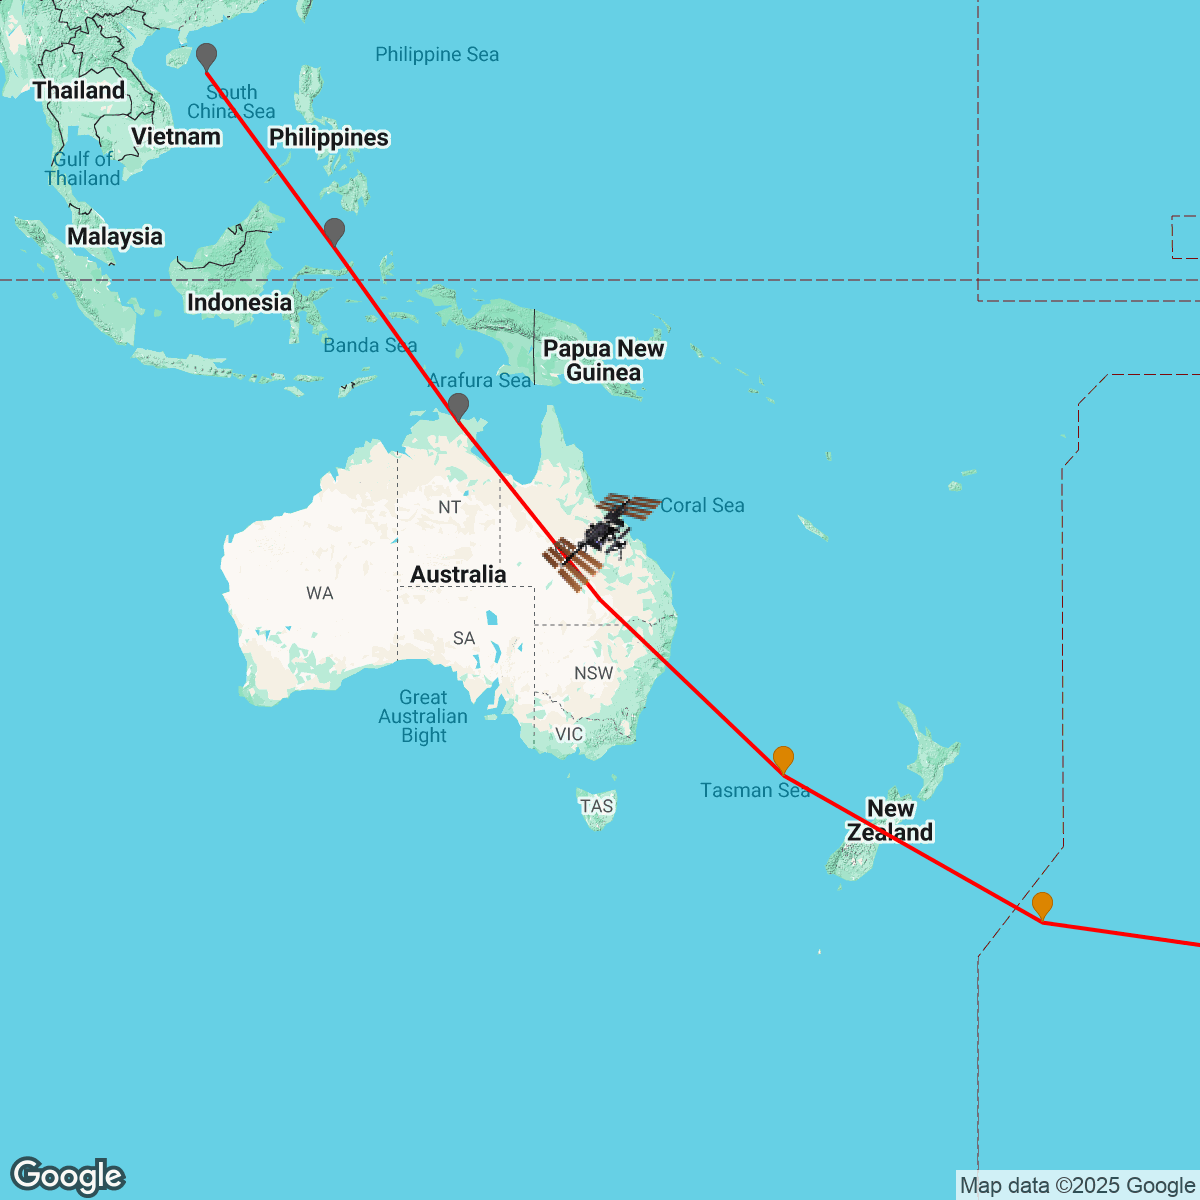 Philippine Sea
Thailand
South
China Sea
Vietnam
Philippines
Gulf of
Thailand
Malaysia
Indonesia
Banda Sea
Papua New
Guinea
Arafura Sea
NT
Coral Sea
Australia
WA
SA
NSW
Great
Australian
Bight
VIC
Tasman Sea
TAS
New
Zealand
Google
Map data ©2025 Google